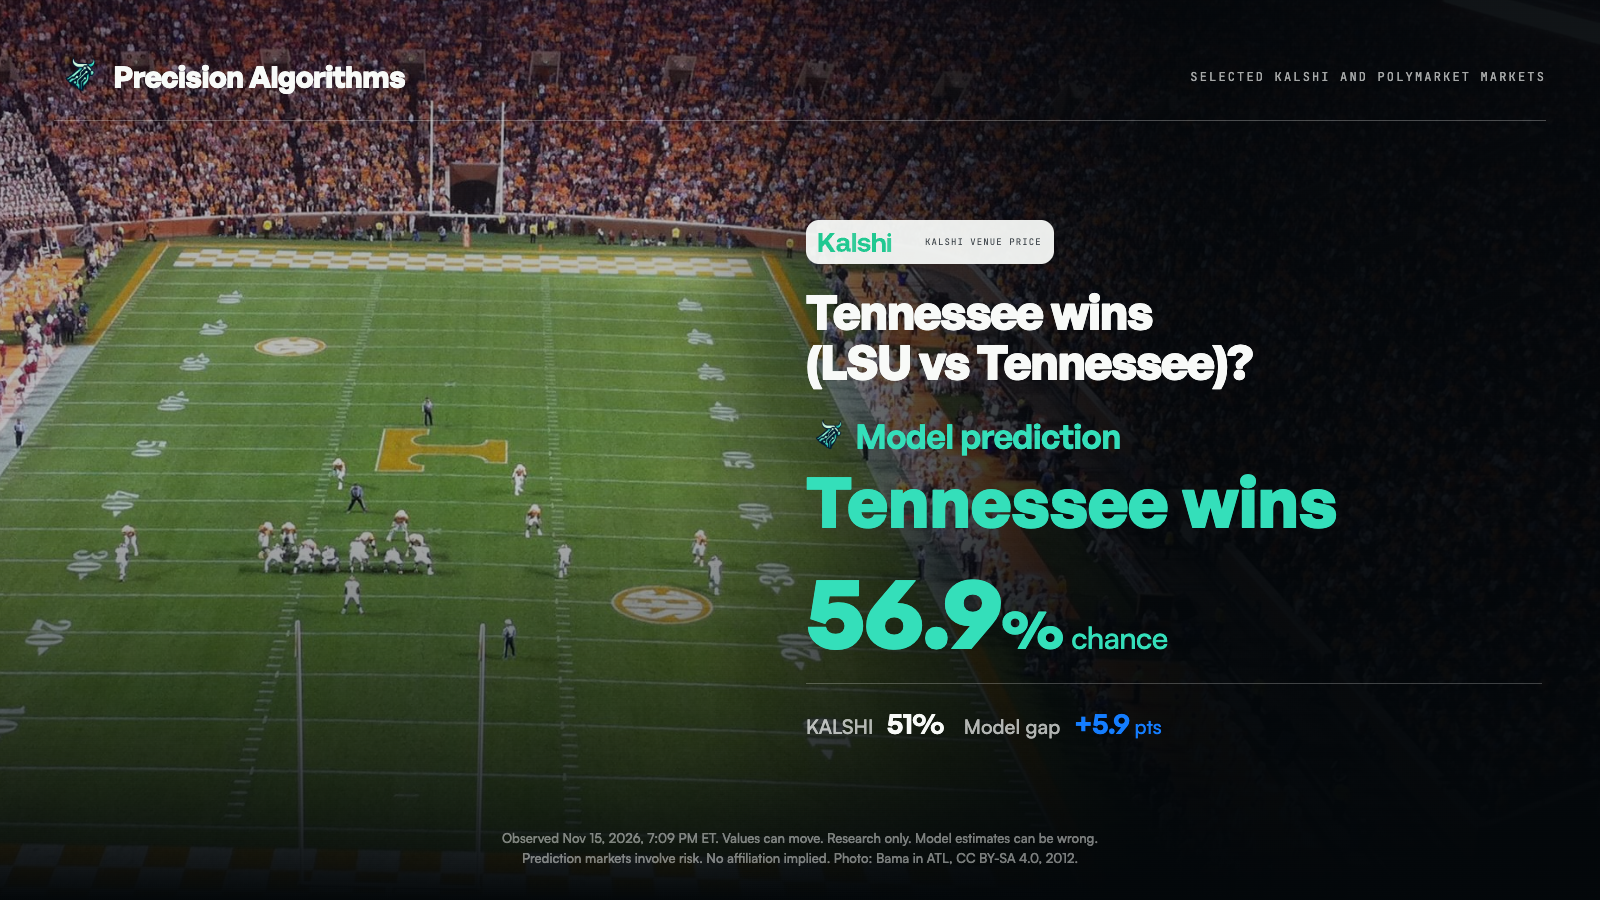 Precision Algorithms
SELECTED KALSHI AND POLYMARKET MARKETS
Kalshi KALSHI VENUE PRICE
Tennessee wins
(LSU vs Tennessee)?
Model prediction
Tennessee wins
56.9% chance
KALSHI 51% Model gap +5.9 pts
Observed Nov 15, 2026, 7:09 PM ET. Values can move. Research only. Model estimates can be wrong.
Prediction markets involve risk. No affiliation implied. Photo: Bama in ATL, CC BY-SA 4.0, 2012.